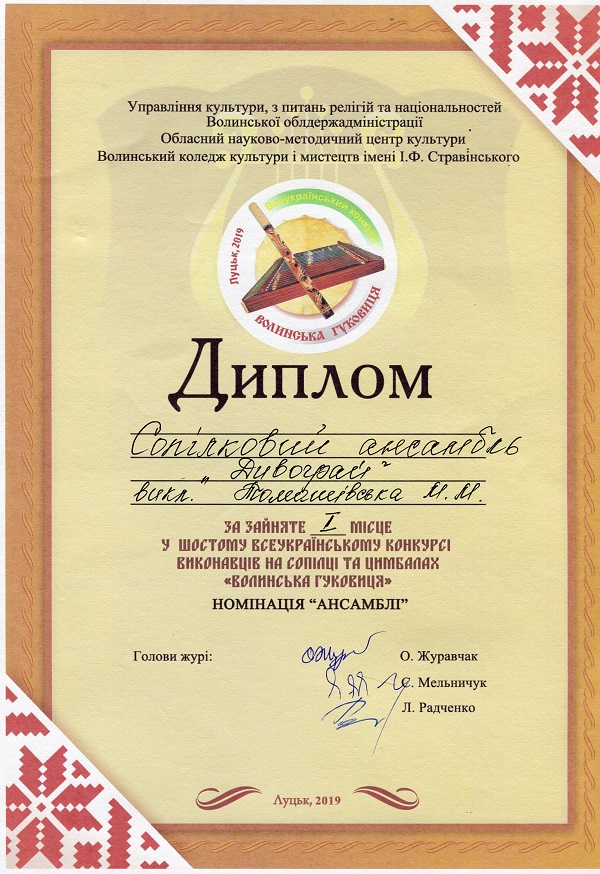 Управління культури, з питань релігій та національностей
Волинської облдержадміністрації
Обласний науково-методичний центр культури
Волинський коледж культури і мистецтв імені І.Ф. Стравінського
Всеукраїнський конкурс
Луцьк, 2019
ВОЛИНСЬКА ГУКОВИЦЯ
Диплом
Сопілковий ансамбль
„Дивограй"
викл. Томашівська М.М.
ЗА ЗАЙНЯТЕ I МІСЦЕ
У ШОСТОМУ ВСЕУКРАЇНСЬКОМУ КОНКУРСІ
ВИКОНАВЦІВ НА СОПІЛЦІ ТА ЦИМБАЛАХ
«ВОЛИНСЬКА ГУКОВИЦЯ»
НОМІНАЦІЯ “АНСАМБЛІ”
Голови журі: О. Журавчак
С. Мельничук
Л. Радченко
Луцьк, 2019